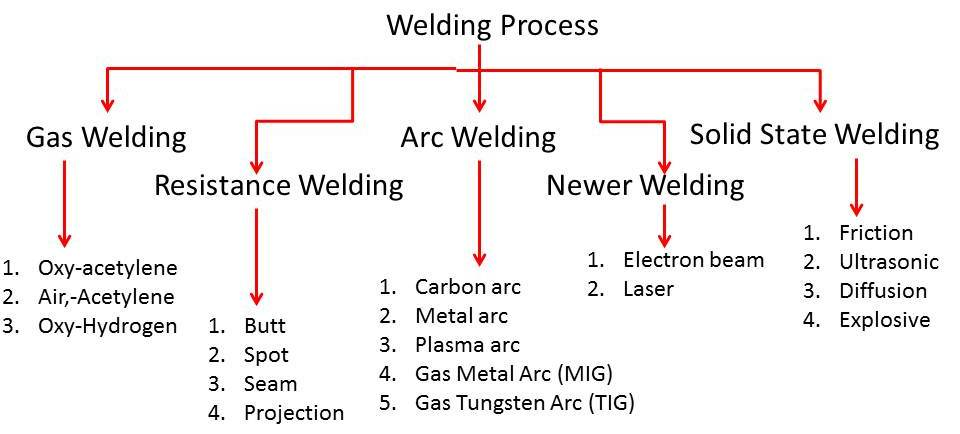 Welding Process
Gas Welding
1. Oxy-acetylene
2. Air,-Acetylene
3. Oxy-Hydrogen
Resistance Welding
1. Butt
2. Spot
3. Seam
4. Projection
Arc Welding
1. Carbon arc
2. Metal arc
3. Plasma arc
4. Gas Metal Arc (MIG)
5. Gas Tungsten Arc (TIG)
Newer Welding
1. Electron beam
2. Laser
Solid State Welding
1. Friction
2. Ultrasonic
3. Diffusion
4. Explosive